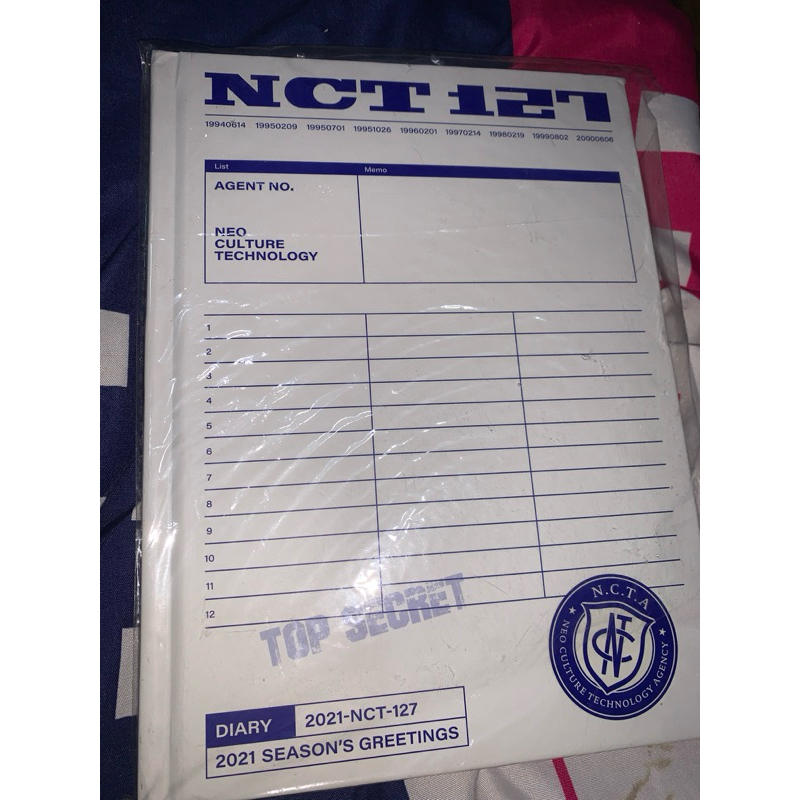 NCT 127
19940614 19950209 19950701 19951026 19960201 19970214 19980219 19990802 20000606
List Memo
AGENT NO.
NEO
CULTURE
TECHNOLOGY
1
2
3
4
5
6
7
8
9
10
11
12
TOP SECRET
N.C.T.A
NEO CULTURE TECHNOLOGY AGENCY
NCT
DIARY 2021-NCT-127
2021 SEASON'S GREETINGS